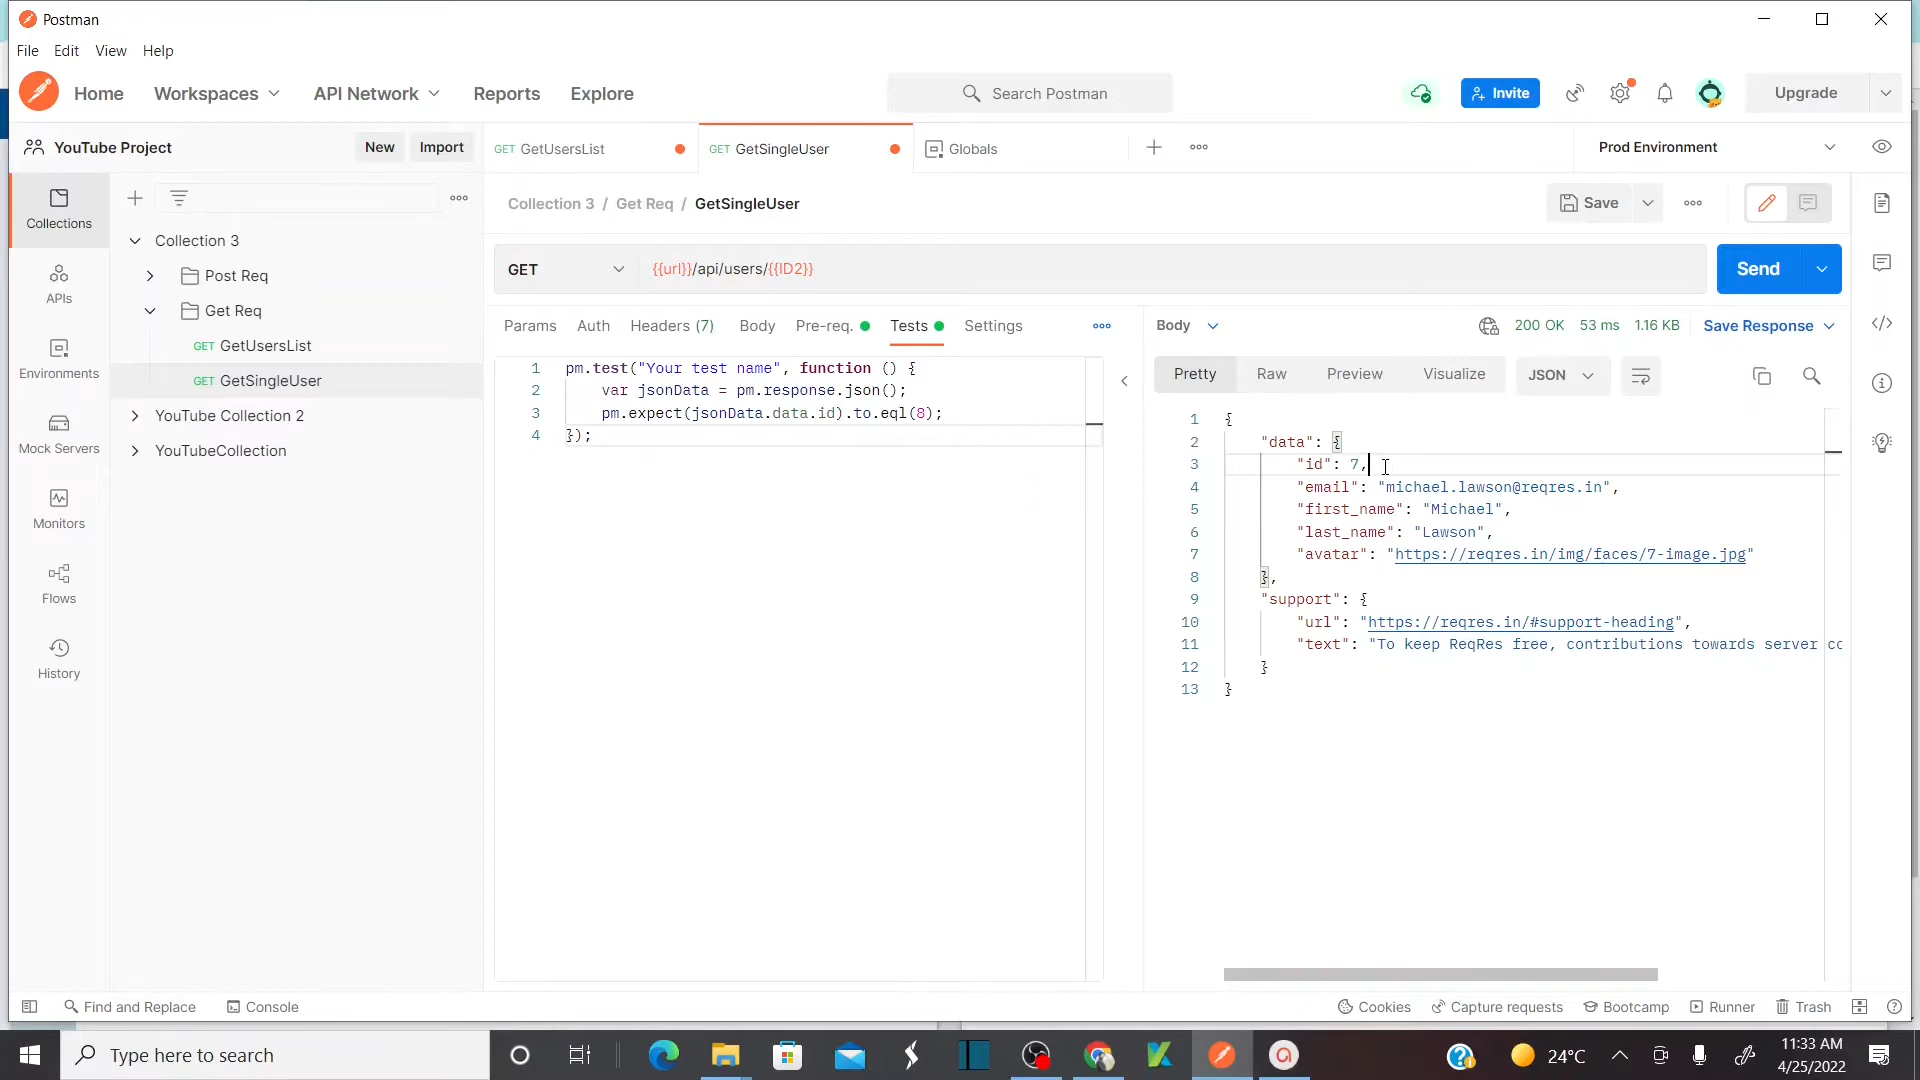 Postman
File Edit View Help
Home Workspaces API Network Reports Explore Search Postman Invite Upgrade
YouTube Project New Import GET GetUsersList GET GetSingleUser Globals Prod Environment
Collections
Collection 3 / Get Req / GetSingleUser Save
Collection 3
Post Req
Get Req
GET GetUsersList
GET GetSingleUser
YouTube Collection 2
YouTubeCollection
APIs
Environments
Mock Servers
Monitors
Flows
History
GET {{url}}/api/users/{{ID2}} Send
Params Auth Headers (7) Body Pre-req. Tests Settings
1 pm.test("Your test name", function () {
2 var jsonData = pm.response.json();
3 pm.expect(jsonData.data.id).to.eql(8);
4 });
Body 200 OK 53 ms 1.16 KB Save Response
Pretty Raw Preview Visualize JSON
1 {
2 "data": {
3 "id": 7,
4 "email": "michael.lawson@reqres.in",
5 "first_name": "Michael",
6 "last_name": "Lawson",
7 "avatar": "https://reqres.in/img/faces/7-image.jpg"
8 },
9 "support": {
10 "url": "https://reqres.in/#support-heading",
11 "text": "To keep ReqRes free, contributions towards server co
12 }
13 }
Find and Replace Console Cookies Capture requests Bootcamp Runner Trash
Type here to search 24°C 11:33 AM
4/25/2022